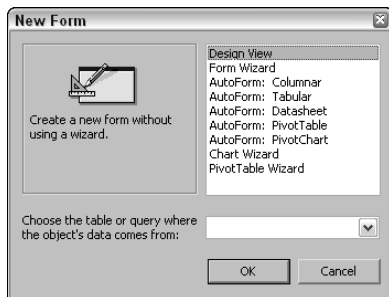 New Form
Create a new form without
using a wizard.
Design View
Form Wizard
AutoForm: Columnar
AutoForm: Tabular
AutoForm: Datasheet
AutoForm: PivotTable
AutoForm: PivotChart
Chart Wizard
PivotTable Wizard
Choose the table or query where
the object's data comes from:
OK
Cancel